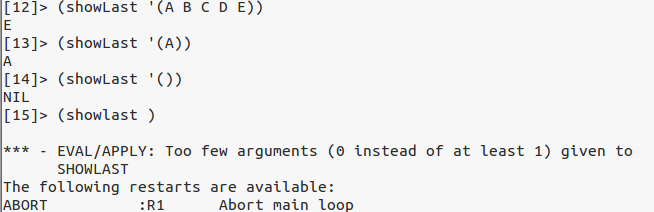 [12]> (showLast '(A B C D E))
E
[13]> (showLast '(A))
A
[14]> (showLast '())
NIL
[15]> (showlast )
*** - EVAL/APPLY: Too few arguments (0 instead of at least 1) given to
SHOWLAST
The following restarts are available:
ABORT :R1 Abort main loop